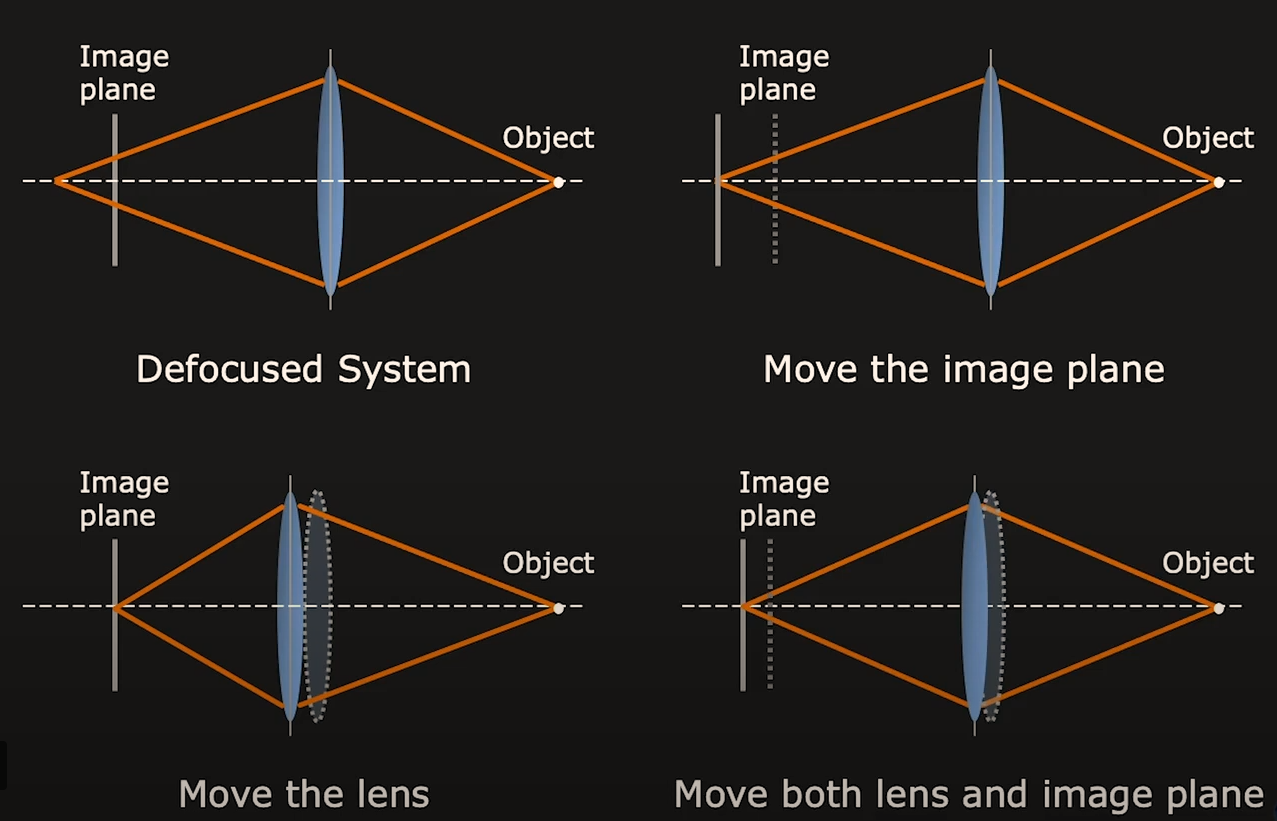 Image
plane
Object
Defocused System
Image
plane
Object
Move the image plane
Image
plane
Object
Move the lens
Image
plane
Object
Move both lens and image plane